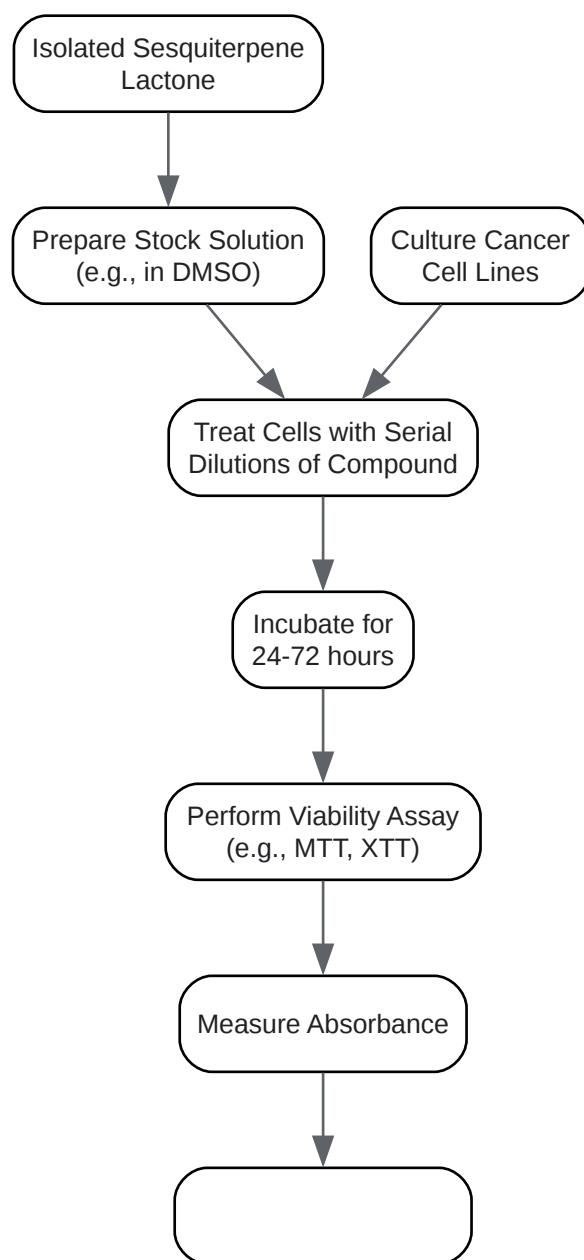 Isolated Sesquiterpene
Lactone
Prepare Stock Solution
(e.g., in DMSO)
Culture Cancer
Cell Lines
Treat Cells with Serial
Dilutions of Compound
Incubate for
24-72 hours
Perform Viability Assay
(e.g., MTT, XTT)
Measure Absorbance